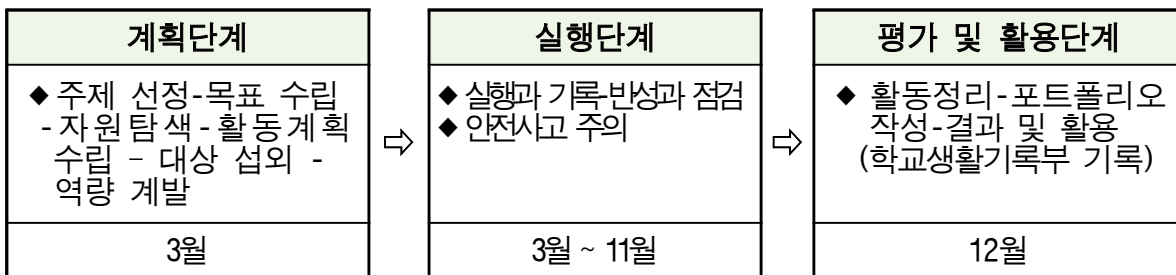 계획단계
◆ 주제 선정-목표 수립
-자원탐색-활동계획
수립 – 대상 섭외 -
역량 계발
3월
⇨
실행단계
◆ 실행과 기록-반성과 점검
◆ 안전사고 주의
3월 ~ 11월
⇨
평가 및 활용단계
◆ 활동정리-포트폴리오
작성-결과 및 활용
(학교생활기록부 기록)
12월